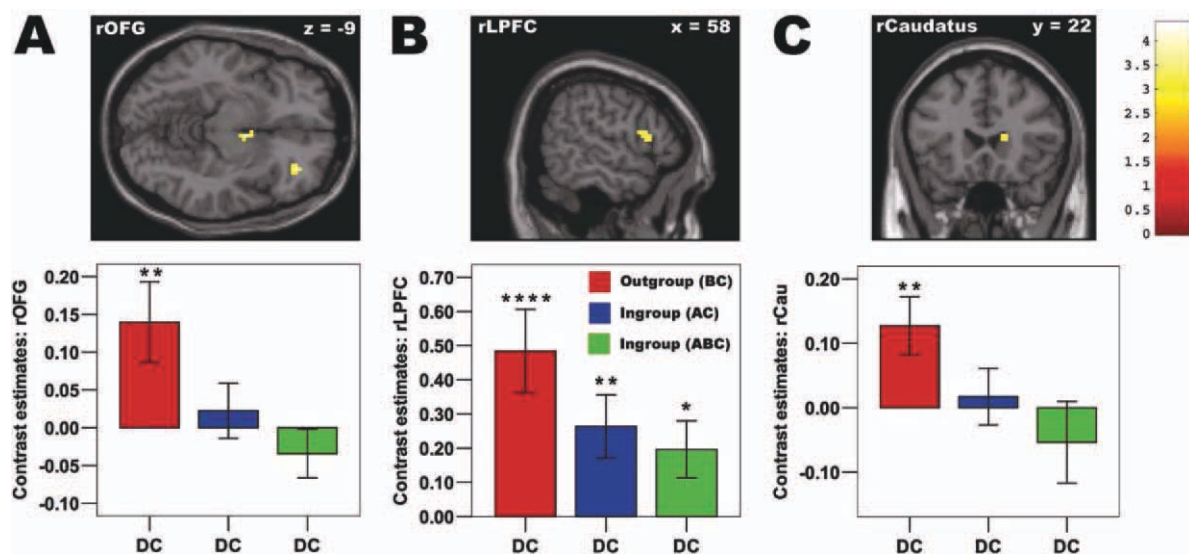 A
rOFG z = -9
B
rLPFC x = 58
C
rCaudatus y = 22
4
3.5
3
2.5
2
1.5
1
0.5
0
Contrast estimates: rOFG
0.20
0.15
0.10
0.05
0.00
-0.05
-0.10
**
DC DC DC
Contrast estimates: rLPFC
0.70
0.60
0.50
0.40
0.30
0.20
0.10
0.00
****
**
*
Outgroup (BC)
Ingroup (AC)
Ingroup (ABC)
DC DC DC
Contrast estimates: rCau
0.20
0.10
0.00
-0.10
**
DC DC DC